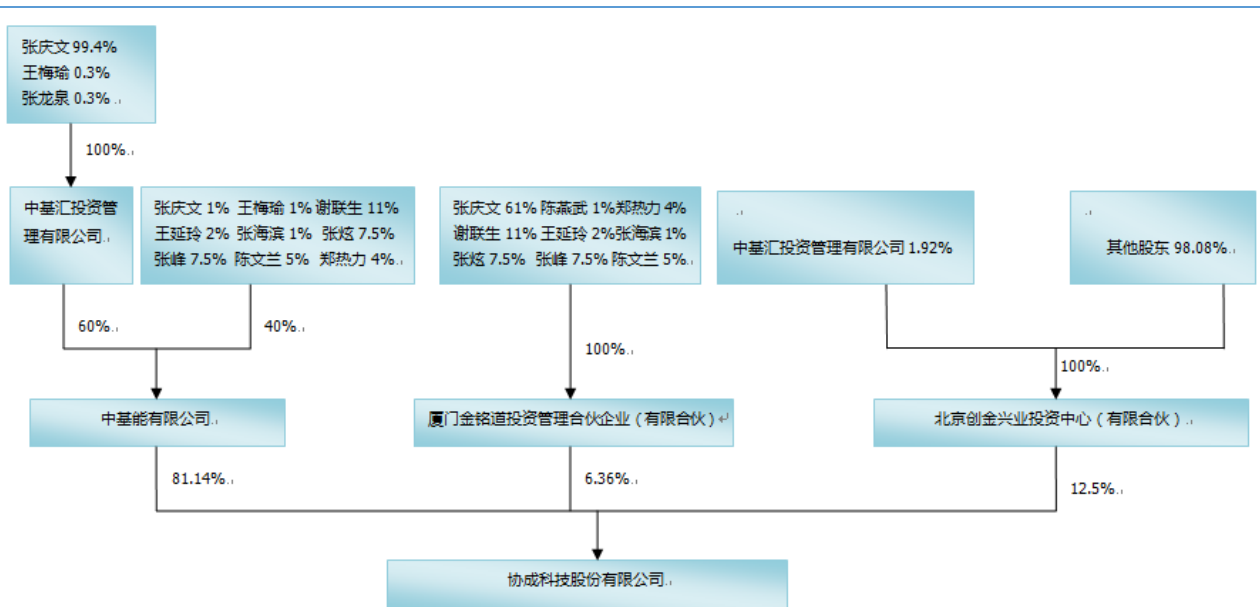 张庆文 99.4%
王梅瑜 0.3%
张龙泉 0.3%
100%
中基汇投资管
理有限公司
张庆文 1% 王梅瑜 1% 谢联生 11%
王延玲 2% 张海滨 1% 张炫 7.5%
张峰 7.5% 陈文兰 5% 郑热力 4%
张庆文 61% 陈燕武 1% 郑热力 4%
谢联生 11% 王延玲 2% 张海滨 1%
张炫 7.5% 张峰 7.5% 陈文兰 5%
中基汇投资管理有限公司 1.92%
其他股东 98.08%
60%
40%
100%
100%
中基能有限公司
厦门金铭道投资管理合伙企业（有限合伙）
北京创金兴业投资中心（有限合伙）
81.14%
6.36%
12.5%
协成科技股份有限公司